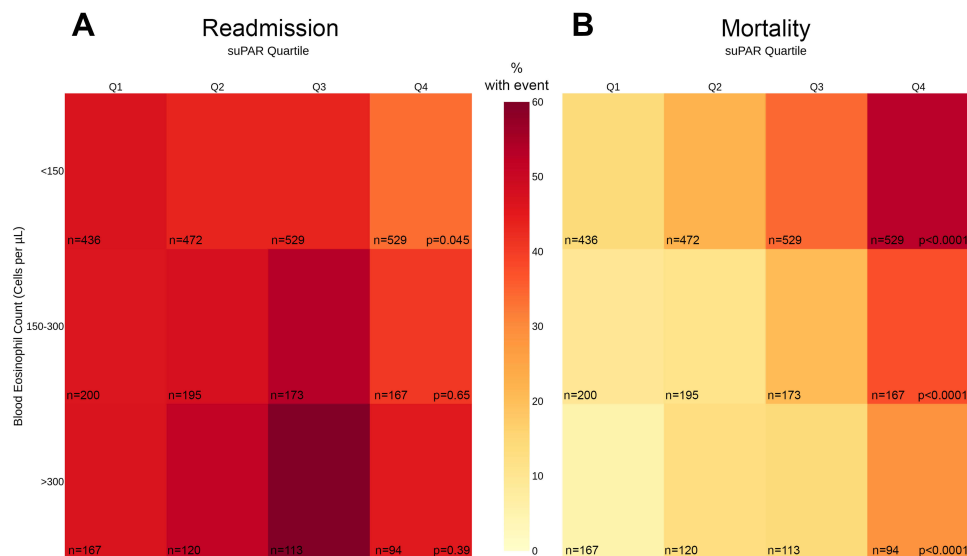 A Readmission
suPAR Quartile
B Mortality
suPAR Quartile
%
with event
Q1 Q2 Q3 Q4
60
50
40
30
20
10
0
Q1 Q2 Q3 Q4
Blood Eosinophil Count (Cells per µL)
<150
n=436 n=472 n=529 n=529 p=0.045
150-300
n=200 n=195 n=173 n=167 p=0.65
>300
n=167 n=120 n=113 n=94 p=0.39
n=436 n=472 n=529 n=529 p<0.0001
n=200 n=195 n=173 n=167 p<0.0001
n=167 n=120 n=113 n=94 p<0.0001